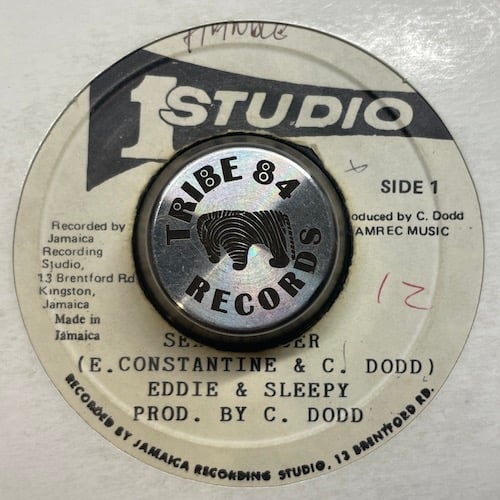 1 STUDIO
SIDE 1
Recorded by
Jamaica
Recording
Studio,
13 Brentford Rd
Kingston,
Jamaica
Made in
Jamaica
oduced by C. Dodd
AMREC MUSIC
12
TRIBE 84
RECORDS
(E.CONSTANTINE & C. DODD)
EDDIE & SLEEPY
PROD. BY C. DODD
RECORDED BY JAMAICA RECORDING STUDIO, 13 BRENTFORD RD.